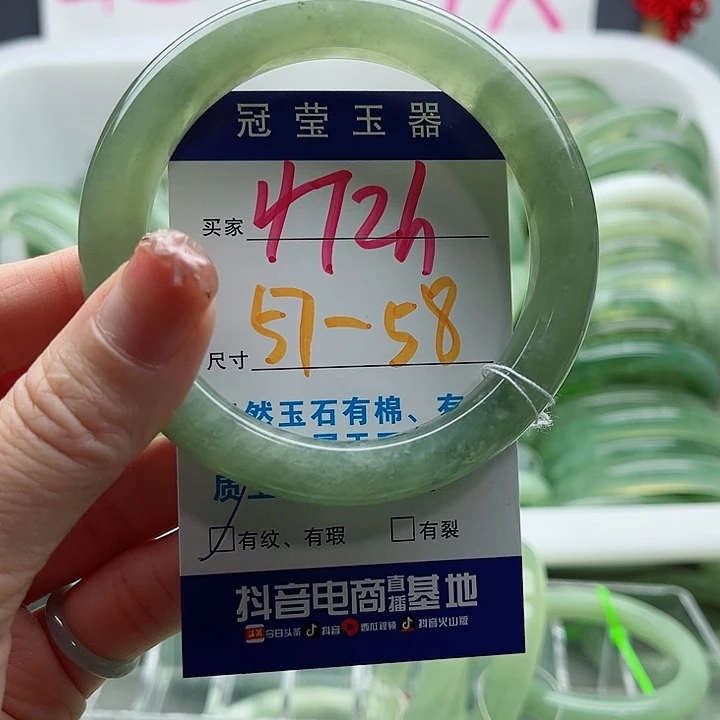 冠莹玉器
买家 472h
尺寸 57-58
然玉石有棉、有
质
有纹、有瑕 有裂
抖音电商直播基地
今日头条 抖音 西瓜视频 抖音火山版